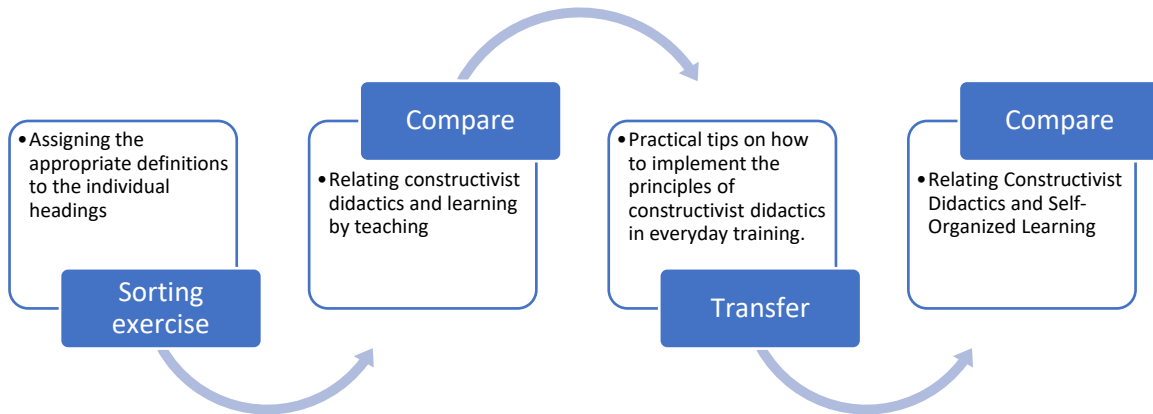 •Assigning the
appropriate definitions
to the individual
headings
Sorting
exercise
Compare
•Relating constructivist
didactics and learning
by teaching
•Practical tips on how
to implement the
principles of
constructivist didactics
in everyday training.
Transfer
Compare
•Relating Constructivist
Didactics and Self-
Organized Learning